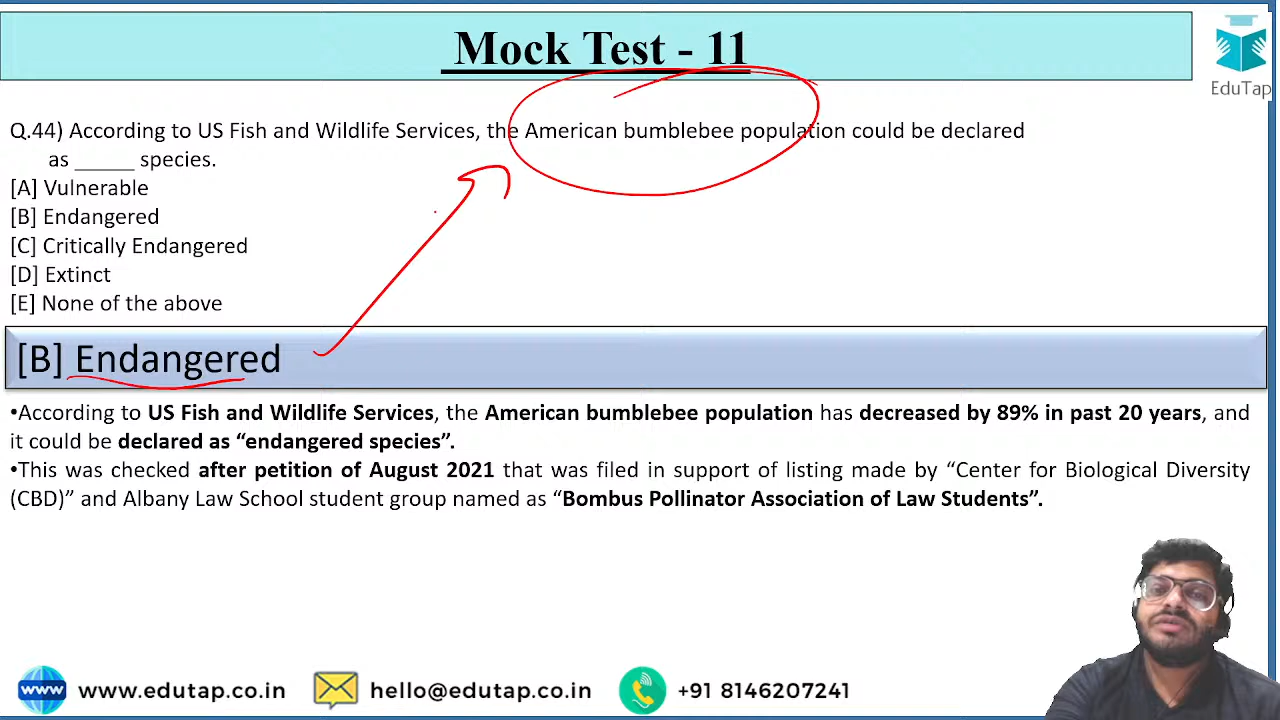 Mock Test - 11
EduTap
Q.44) According to US Fish and Wildlife Services, the American bumblebee population could be declared
as _____ species.
[A] Vulnerable
[B] Endangered
[C] Critically Endangered
[D] Extinct
[E] None of the above
[B] Endangered
•According to US Fish and Wildlife Services, the American bumblebee population has decreased by 89% in past 20 years, and
it could be declared as “endangered species”.
•This was checked after petition of August 2021 that was filed in support of listing made by “Center for Biological Diversity
(CBD)” and Albany Law School student group named as “Bombus Pollinator Association of Law Students”.
www www.edutap.co.in hello@edutap.co.in +91 8146207241